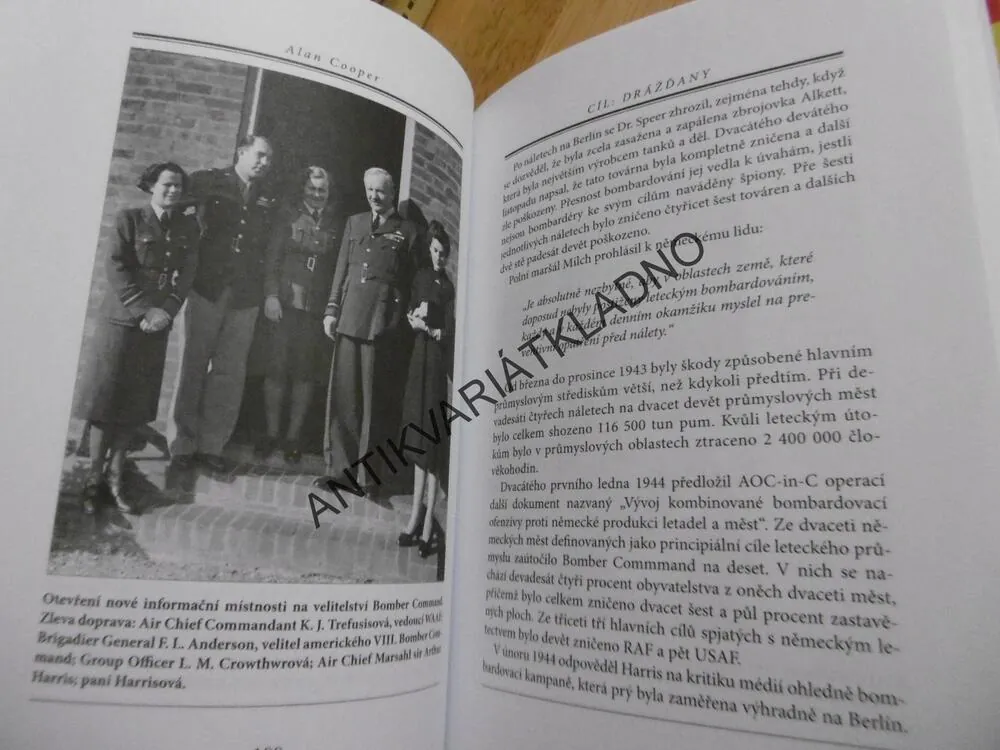 Alan Cooper
Otevření nové informační místnosti na velitelství Bomber Command
Zleva doprava: Air Chief Commandant K. J. Trefusisová, vedoucí WAAF;
Brigadier General F. L. Anderson, velitel amerického VIII. Bomber Com-
mand; Group Officer L. M. Crowthwrová; Air Chief Marsahl sir Arthur
Harris; paní Harrisová.
CÍL: DRÁŽĎANY
Po náletech na Berlín se Dr. Speer zhrozil, zejména tehdy, když
se dozvěděl, že byla zcela zasažena a zapálena zbrojovka Alkett,
která byla největším výrobcem tanků a děl. Dvacátého devátého
listopadu napsal, že tato továrna byla kompletně zničena a další
zle poškozeny. Přesnost bombardování jej vedla k úvahám, jestli
nejsou bombardéry ke svým cílům naváděny špiony. Pře šesti
jednotlivých náletech bylo zničeno čtyřicet šest továren a dalších
dvě stě padesát devět poškozeno.
Polní maršál Milch prohlásil k německému lidu:
„Je absolutně nezbytné, aby v oblastech země, které
doposud nebyly postiženy leteckým bombardováním,
každý v každém denním okamžiku myslel na pre-
ventivní opatření před nálety.“
Od března do prosince 1943 byly škody způsobené hlavním
průmyslovým střediskům větší, než kdykoli předtím. Při de-
vadesáti čtyřech náletech na dvacet devět průmyslových měst
bylo celkem shozeno 116 500 tun pum. Kvůli leteckým úto-
kům bylo v průmyslových oblastech ztraceno 2 400 000 člo-
věkohodin.
Dvacátého prvního ledna 1944 předložil AOC-in-C operací
další dokument nazvaný „Vývoj kombinované bombardovací
ofenzívy proti německé produkci letadel a měst“. Ze dvaceti ně-
meckých měst definovaných jako principiální cíle leteckého prů-
myslu zaútočilo Bomber Commmand na deset. V nich se na-
chází devadesát čtyři procent obyvatelstva z oněch devíti měst,
přičemž bylo celkem zničeno dvacet šest a půl procent zastavě-
ných ploch. Ze třiceti tří hlavních cílů spjatých s německým le-
tectvem bylo devět zničeno RAF a pět USAF.
V únoru 1944 odpověděl Harris na kritiku médií ohledně bom-
bardovací kampaně, která prý byla zaměřena výhradně na Berlín.
ANTIKVARIÁTKLADNO